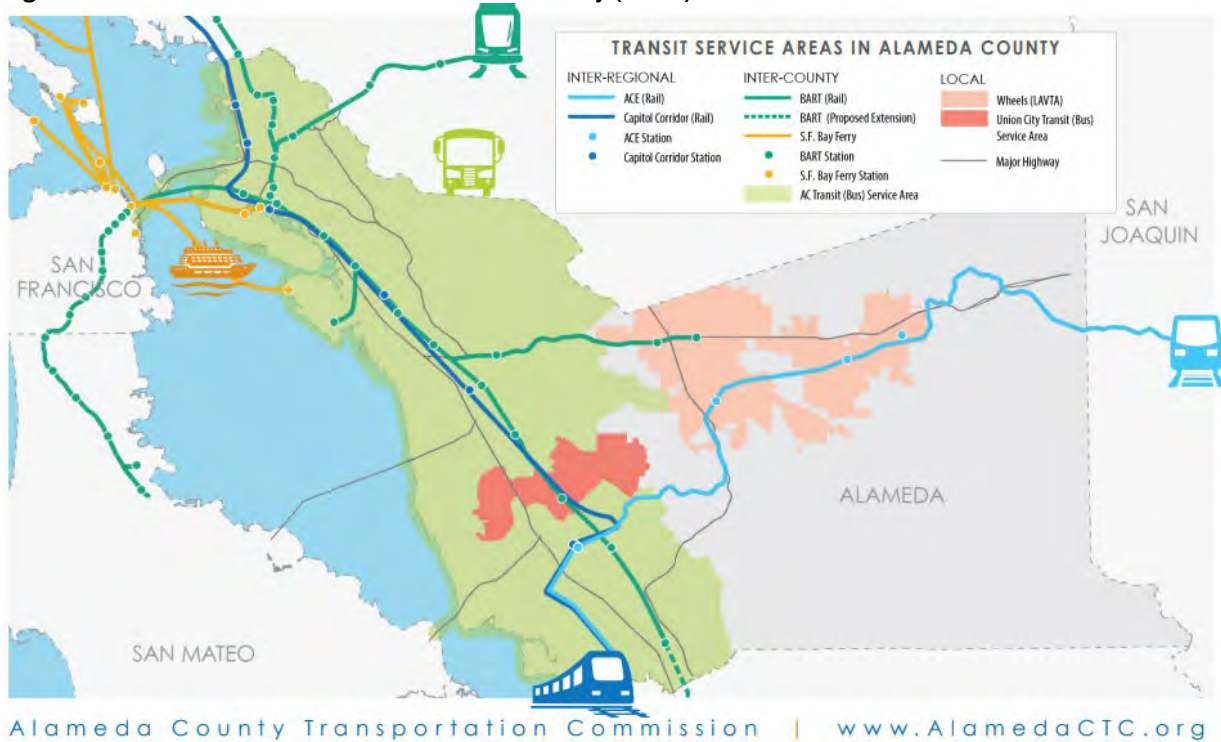 TRANSIT SERVICE AREAS IN ALAMEDA COUNTY
INTER-REGIONAL
ACE (Rail)
Capitol Corridor (Rail)
ACE Station
Capitol Corridor Station
INTER-COUNTY
BART (Rail)
BART (Proposed Extension)
S.F. Bay Ferry
BART Station
S.F. Bay Ferry Station
AC Transit (Bus) Service Area
LOCAL
Wheels (LAVTA)
Union City Transit (Bus)
Service Area
Major Highway
SAN
JOAQUIN
SAN
FRANCISCO
ALAMEDA
SAN MATEO
Alameda County Transportation Commission | www.AlamedaCTC.org